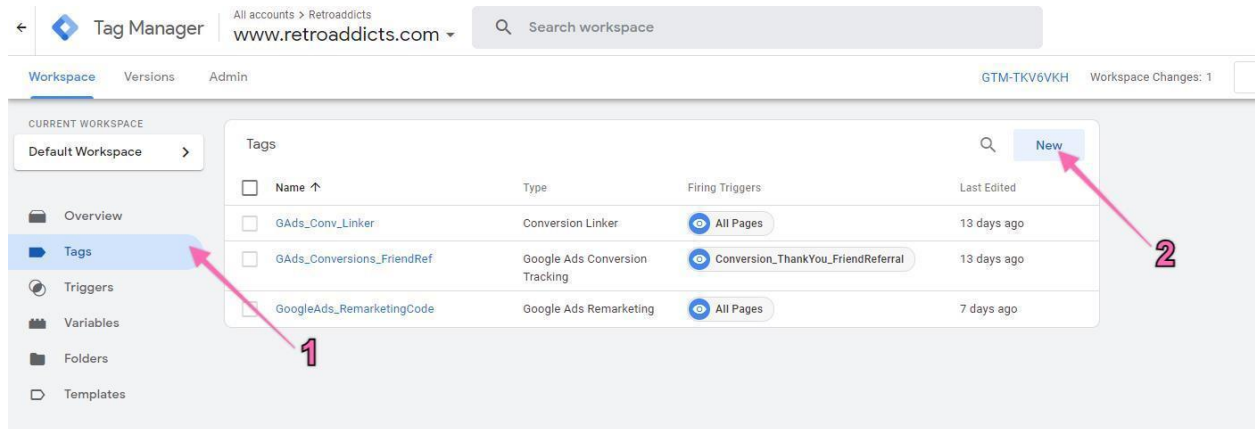 All accounts > Retroaddicts
Tag Manager
www.retroaddicts.com
Search workspace
Workspace Versions Admin
GTM-TKV6VKH Workspace Changes: 1
CURRENT WORKSPACE
Default Workspace
Overview
Tags
Triggers
Variables
Folders
Templates
Tags
New
Name Type Firing Triggers Last Edited
GAds_Conv_Linker Conversion Linker All Pages 13 days ago
GAds_Conversions_FriendRef Google Ads Conversion Conversion_ThankYou_FriendReferral 13 days ago
Tracking
GoogleAds_RemarketingCode Google Ads Remarketing All Pages 7 days ago
1
2